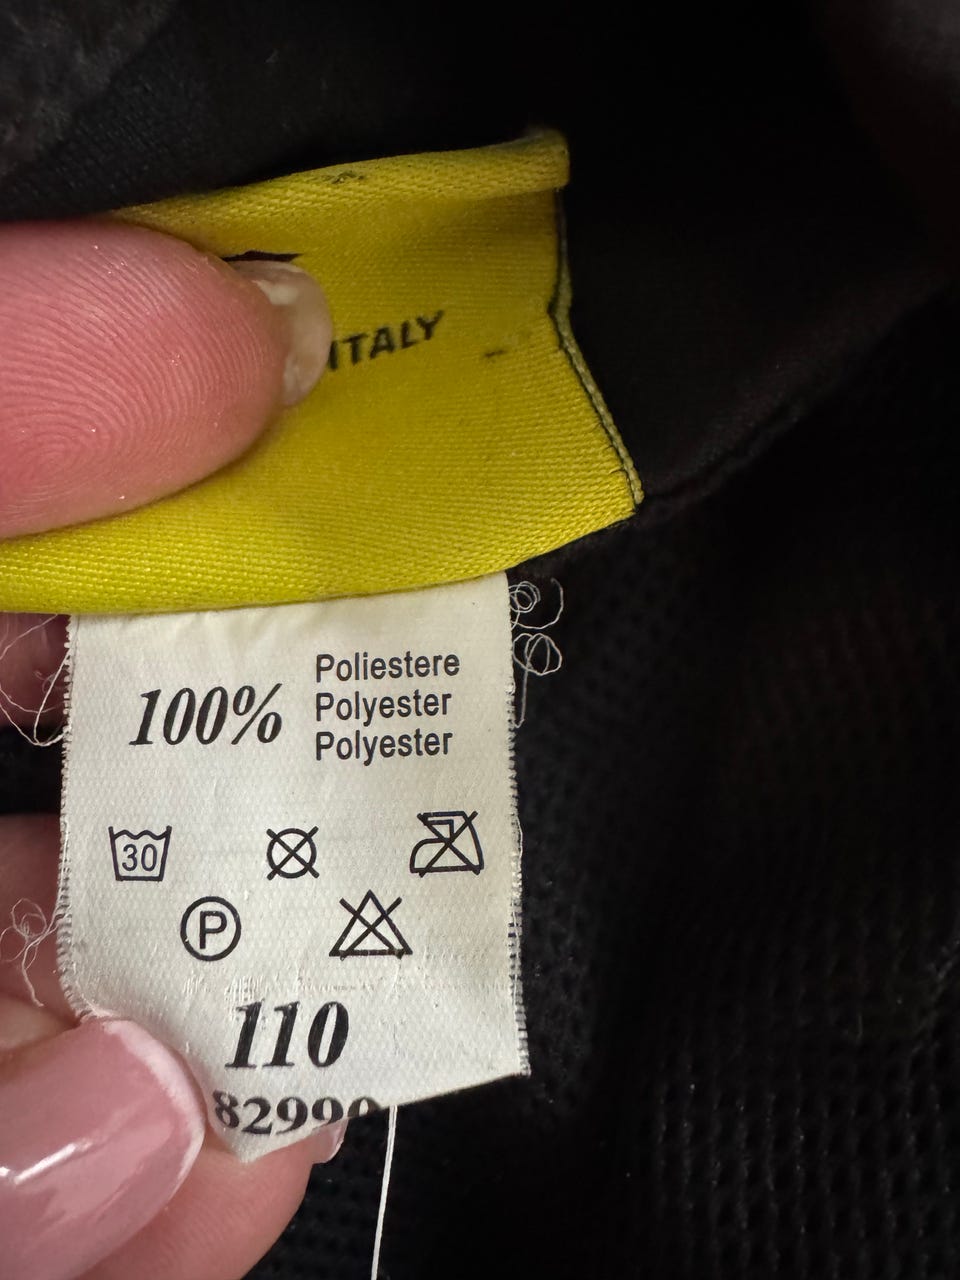 ITALY
100%
Poliestere
Polyester
Polyester
30
P
110
82990